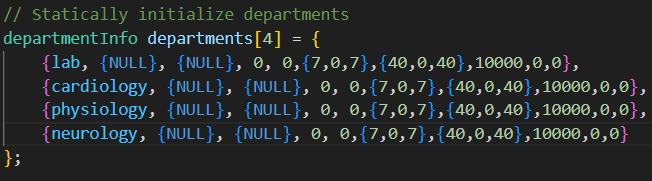 // Statically initialize departments
departmentInfo departments[4] = {
{lab, {NULL}, {NULL}, 0, 0,{7,0,7},{40,0,40},10000,0,0},
{cardiology, {NULL}, {NULL}, 0, 0,{7,0,7},{40,0,40},10000,0,0},
{physiology, {NULL}, {NULL}, 0, 0,{7,0,7},{40,0,40},10000,0,0},
{neurology, {NULL}, {NULL}, 0, 0,{7,0,7},{40,0,40},10000,0,0}
};